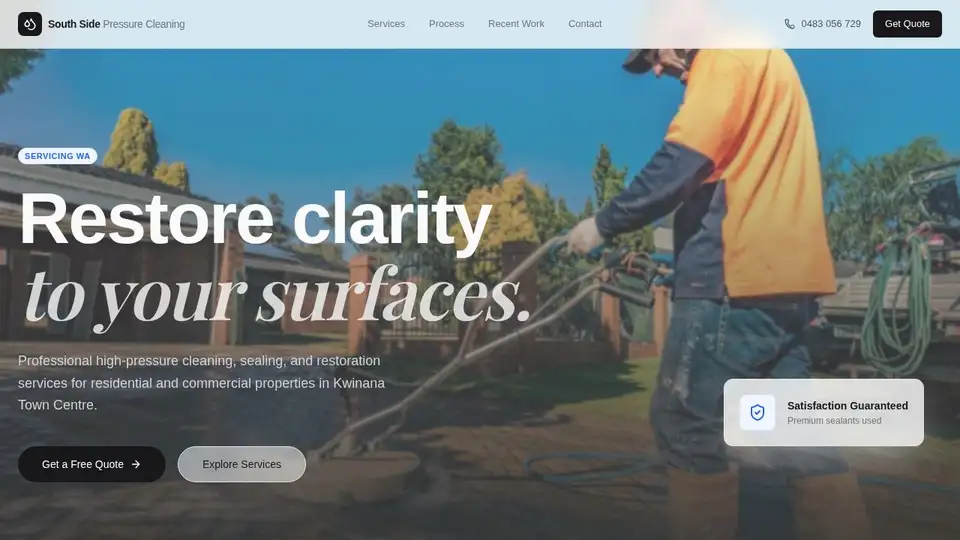 South Side Pressure Cleaning
Services
Process
Recent Work
Contact
0483 056 729
Get Quote
SERVICING WA
Restore clarity
to your surfaces.
Professional high-pressure cleaning, sealing, and restoration
services for residential and commercial properties in Kwinana
Town Centre.
Get a Free Quote
Explore Services
Satisfaction Guaranteed
Premium sealants used